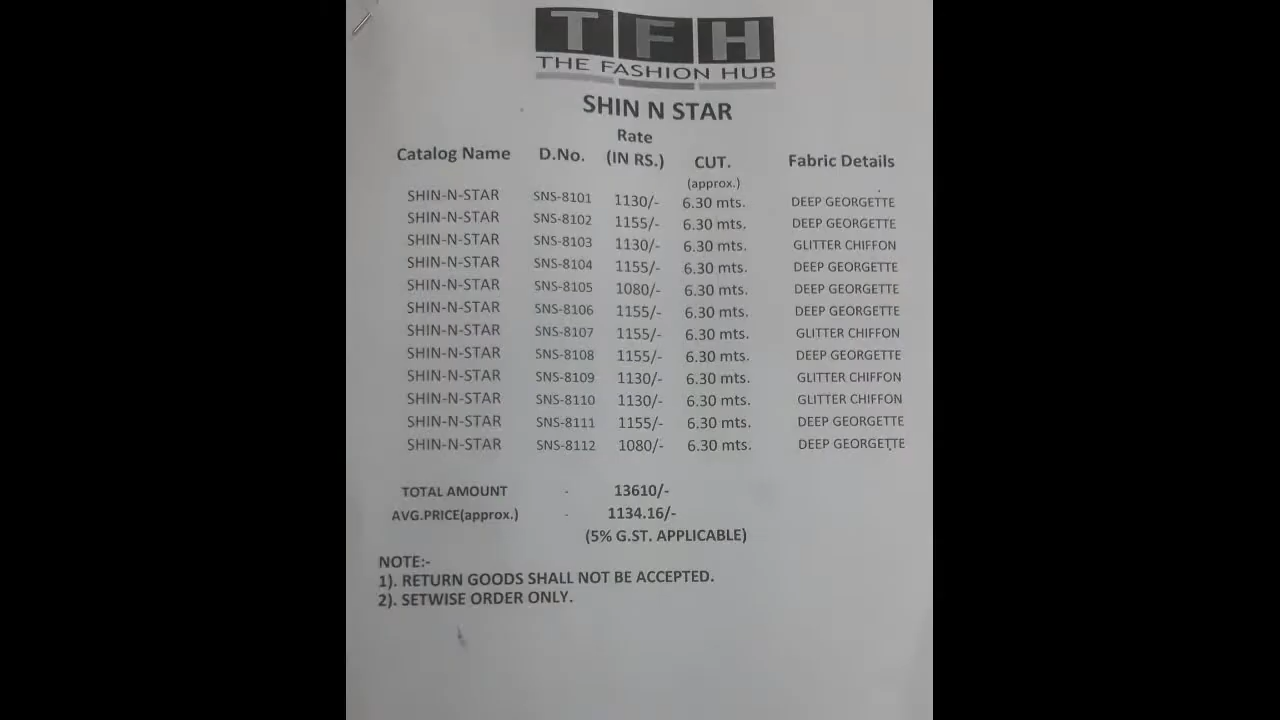 TFH
THE FASHION HUB
SHIN N STAR
Catalog Name D.No. Rate (IN RS.) CUT. (approx.) Fabric Details
SHIN-N-STAR SNS-8101 1130/- 6.30 mts. DEEP GEORGETTE
SHIN-N-STAR SNS-8102 1155/- 6.30 mts. DEEP GEORGETTE
SHIN-N-STAR SNS-8103 1130/- 6.30 mts. GLITTER CHIFFON
SHIN-N-STAR SNS-8104 1155/- 6.30 mts. DEEP GEORGETTE
SHIN-N-STAR SNS-8105 1080/- 6.30 mts. DEEP GEORGETTE
SHIN-N-STAR SNS-8106 1155/- 6.30 mts. DEEP GEORGETTE
SHIN-N-STAR SNS-8107 1155/- 6.30 mts. GLITTER CHIFFON
SHIN-N-STAR SNS-8108 1155/- 6.30 mts. DEEP GEORGETTE
SHIN-N-STAR SNS-8109 1130/- 6.30 mts. GLITTER CHIFFON
SHIN-N-STAR SNS-8110 1130/- 6.30 mts. GLITTER CHIFFON
SHIN-N-STAR SNS-8111 1155/- 6.30 mts. DEEP GEORGETTE
SHIN-N-STAR SNS-8112 1080/- 6.30 mts. DEEP GEORGETTE
TOTAL AMOUNT - 13610/-
AVG.PRICE(approx.) - 1134.16/-
(5% G.ST. APPLICABLE)
NOTE:-
1). RETURN GOODS SHALL NOT BE ACCEPTED.
2). SETWISE ORDER ONLY.